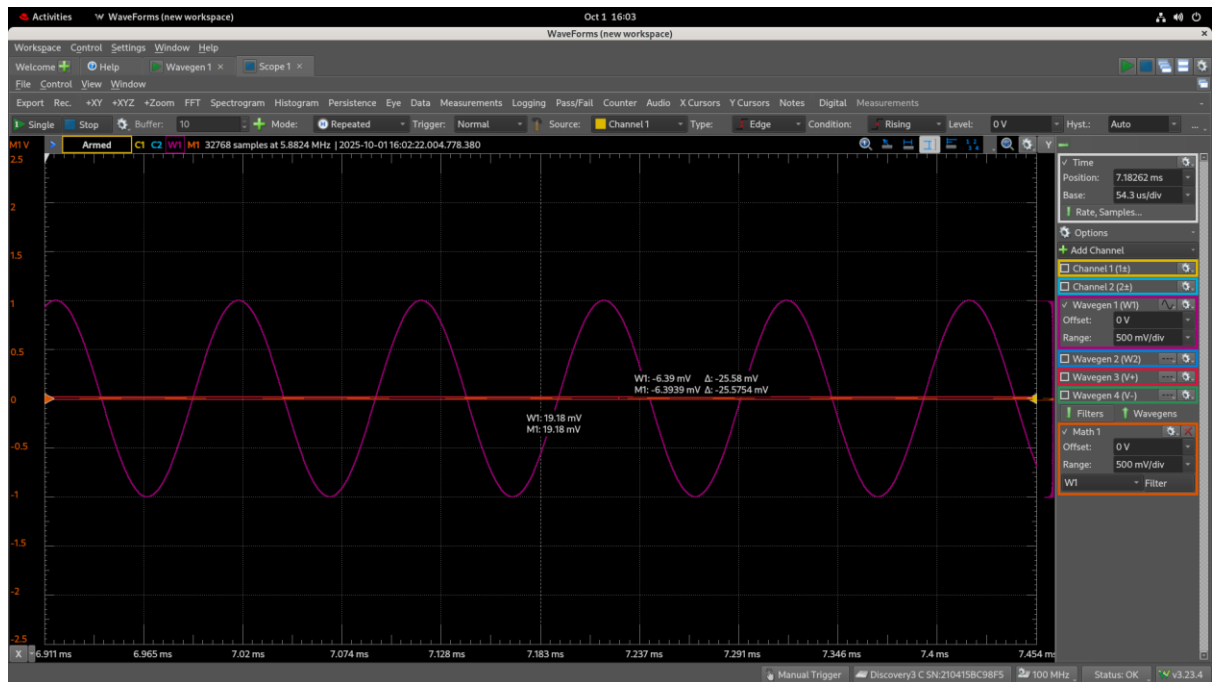 Activities WaveForms (new workspace) Oct 1 16:03
WaveForms (new workspace)
Workspace Control Settings Window Help
Welcome Help Wavegen 1 × Scope 1 ×
File Control View Window
Export Rec. +XY +XYZ +Zoom FFT Spectrogram Histogram Persistence Eye Data Measurements Logging Pass/Fail Counter Audio X Cursors Y Cursors Notes Digital Measurements
Single Stop Buffer: 10 Mode: Repeated Trigger: Normal Source: Channel 1 Type: Edge Condition: Rising Level: 0 V Hyst.: Auto ...
M1 V Armed C1 C2 W1 M1 32768 samples at 5.8824 MHz | 2025-10-01 16:02:22.004.778.380 Y
2.5
2
1.5
1
0.5
0
-0.5
-1
-1.5
-2
-2.5
W1: -6.39 mV Δ: -25.58 mV
M1: -6.3939 mV Δ: -25.5754 mV
W1: 19.18 mV
M1: 19.18 mV
X 6.911 ms 6.965 ms 7.02 ms 7.074 ms 7.128 ms 7.183 ms 7.237 ms 7.291 ms 7.346 ms 7.4 ms 7.454 ms
Time
Position: 7.18262 ms
Base: 54.3 us/div
Rate, Samples...
Options
Add Channel
Channel 1 (1±)
Channel 2 (2±)
Wavegen 1 (W1)
Offset: 0 V
Range: 500 mV/div
Wavegen 2 (W2)
Wavegen 3 (V+)
Wavegen 4 (V-)
Filters Wavegens
Math 1
Offset: 0 V
Range: 500 mV/div
W1 Filter
Manual Trigger Discovery3 C SN:210415BC98F5 100 MHz Status: OK v3.23.4